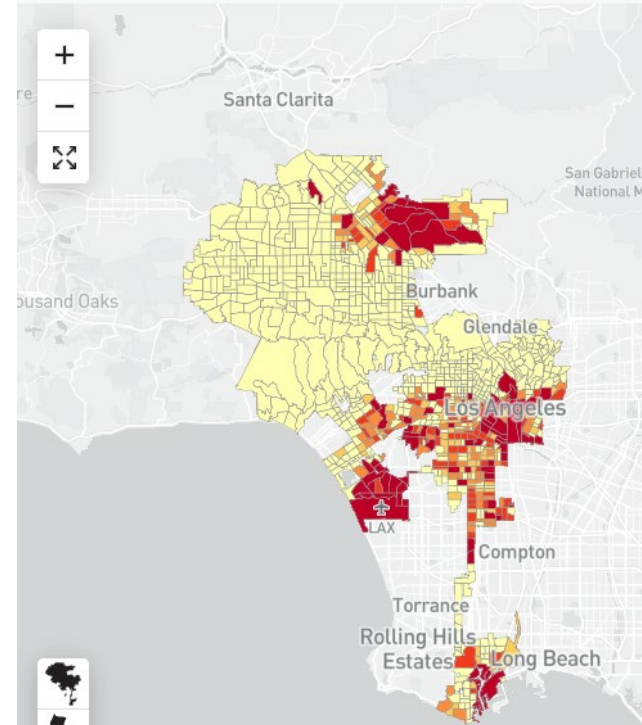 +
−
re
Santa Clarita
San Gabriel
National M
ousand Oaks
Burbank
Glendale
Los Angeles
LAX
Compton
Torrance
Rolling Hills
Estates
Long Beach